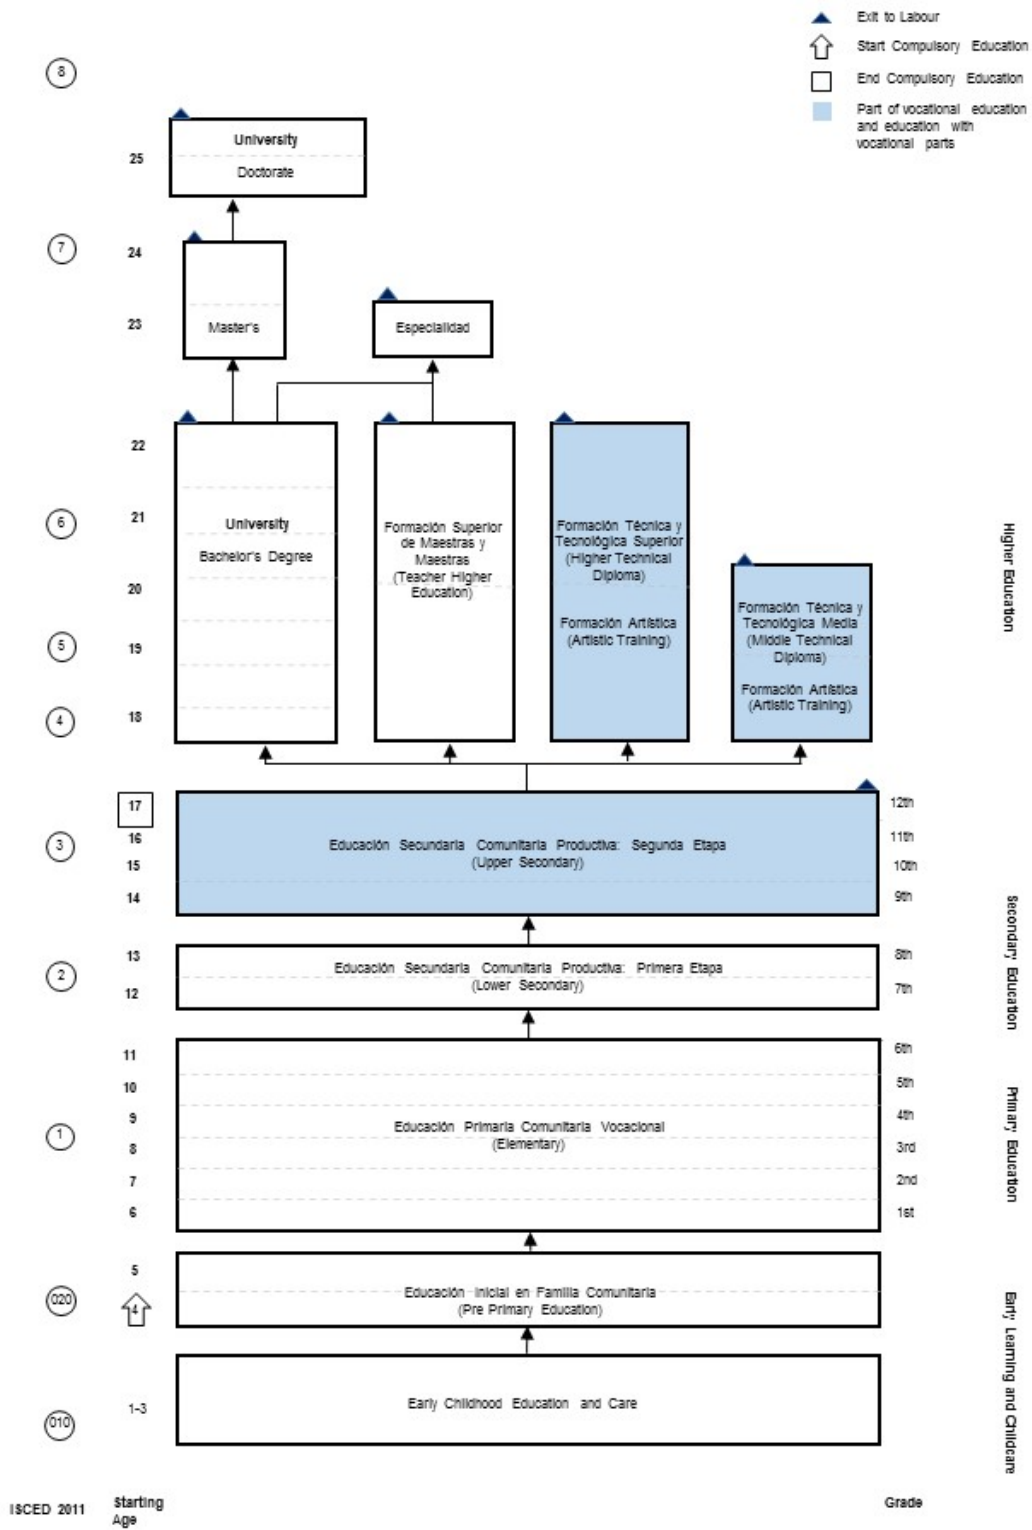 Exit to Labour
Start Compulsory Education
End Compulsory Education
Part of vocational education
and education with
vocational parts
8
25
University
Doctorate
7
24
23
Master's
Especialidad
22
6
21
20
5
19
4
18
University
Bachelor's Degree
Formación Superior
de Maestras y
Maestras
(Teacher Higher
Education)
Formación Técnica y
Tecnológica Superior
(Higher Technical
Diploma)
Formación Artística
(Artistic Training)
Formación Técnica y
Tecnológica Media
(Middle Technical
Diploma)
Formación Artística
(Artistic Training)
Higher Education
3
17
16
15
14
Educación Secundaria Comunitaria Productiva: Segunda Etapa
(Upper Secondary)
12th
11th
10th
9th
2
13
12
Educación Secundaria Comunitaria Productiva: Primera Etapa
(Lower Secondary)
8th
7th
Secondary Education
1
11
10
9
8
7
6
Educación Primaria Comunitaria Vocacional
(Elementary)
6th
5th
4th
3rd
2nd
1st
Primary Education
020
5
4
Educación Inicial en Familia Comunitaria
(Pre Primary Education)
010
1-3
Early Childhood Education and Care
Early Learning and Childcare
ISCED 2011
Starting
Age
Grade